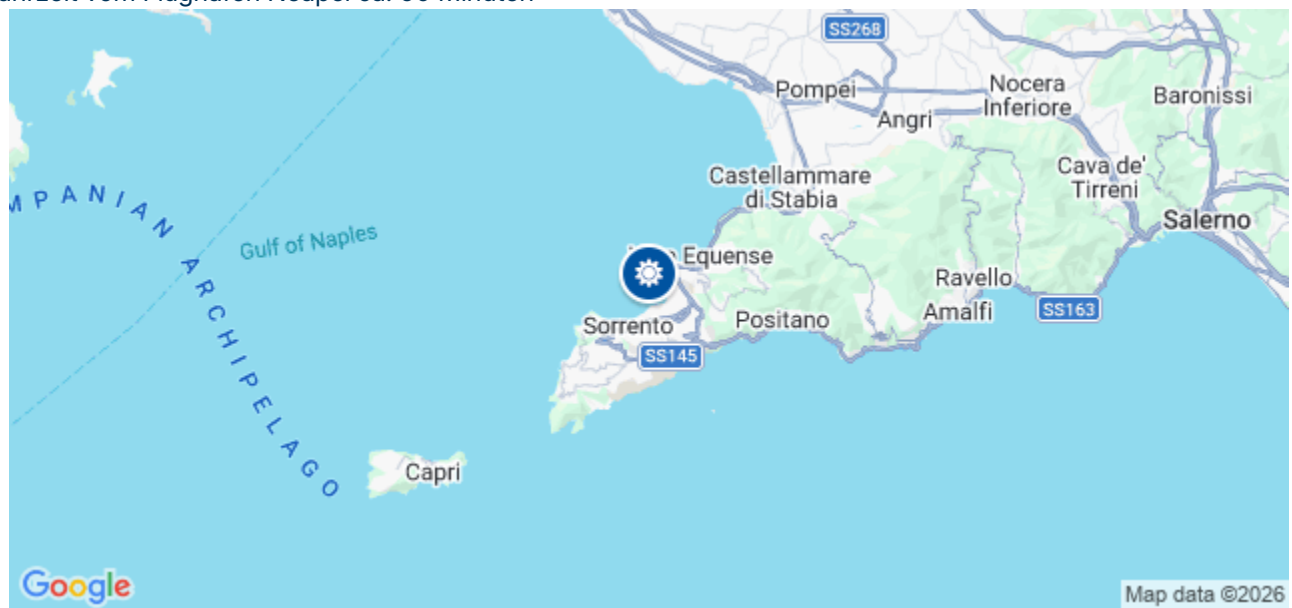 SS268
Pompei
Nocera
Inferiore
Baronissi
Angri
Castellammare
di Stabia
Cava de'
Tirreni
Salerno
MPANIAN ARCHIPELAGO
Gulf of Naples
Equense
Ravello
Amalfi
SS163
Sorrento
Positano
SS145
Capri
Google
Map data ©2026